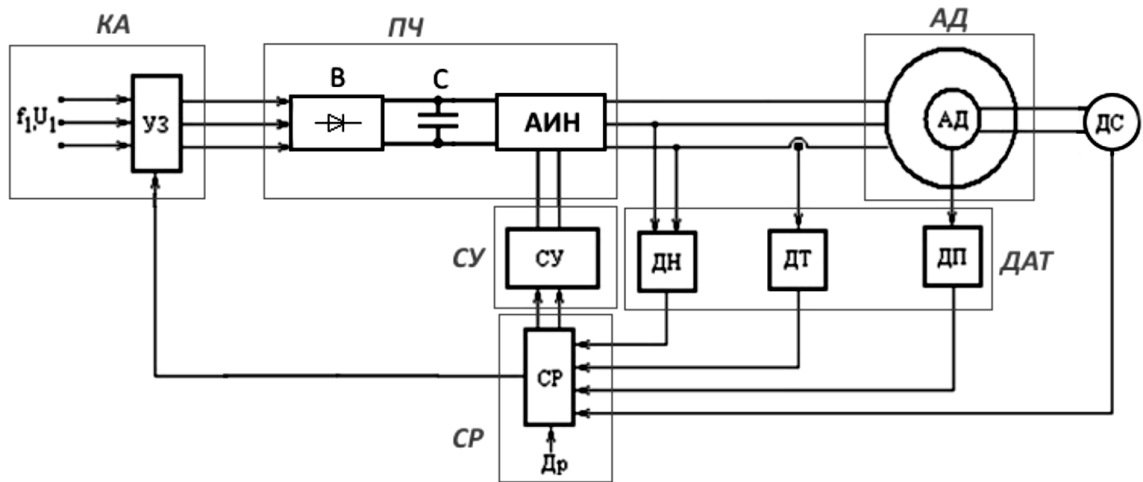 КА
ПЧ
АД
В
С
f₁,U₁
УЗ
АИН
АД
ДС
СУ
СУ
ДН
ДТ
ДП
ДАТ
СР
СР
Др